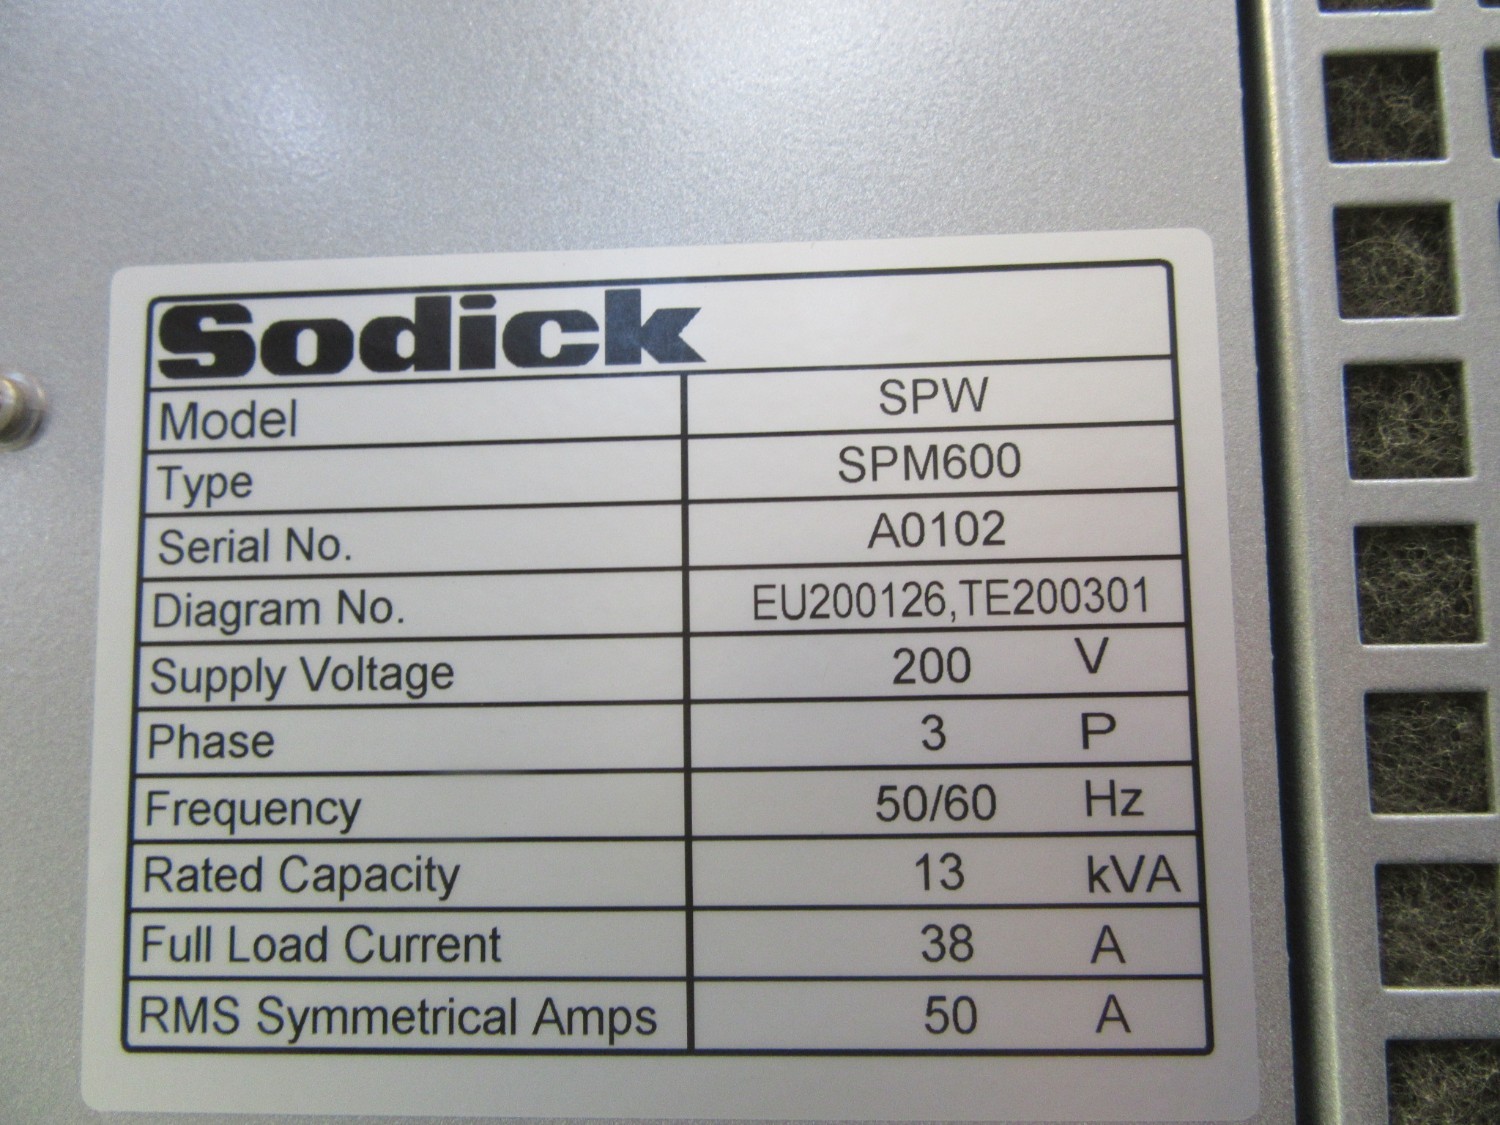 Sodick
Model SPW
Type SPM600
Serial No. A0102
Diagram No. EU200126,TE200301
Supply Voltage 200 V
Phase 3 P
Frequency 50/60 Hz
Rated Capacity 13 kVA
Full Load Current 38 A
RMS Symmetrical Amps 50 A